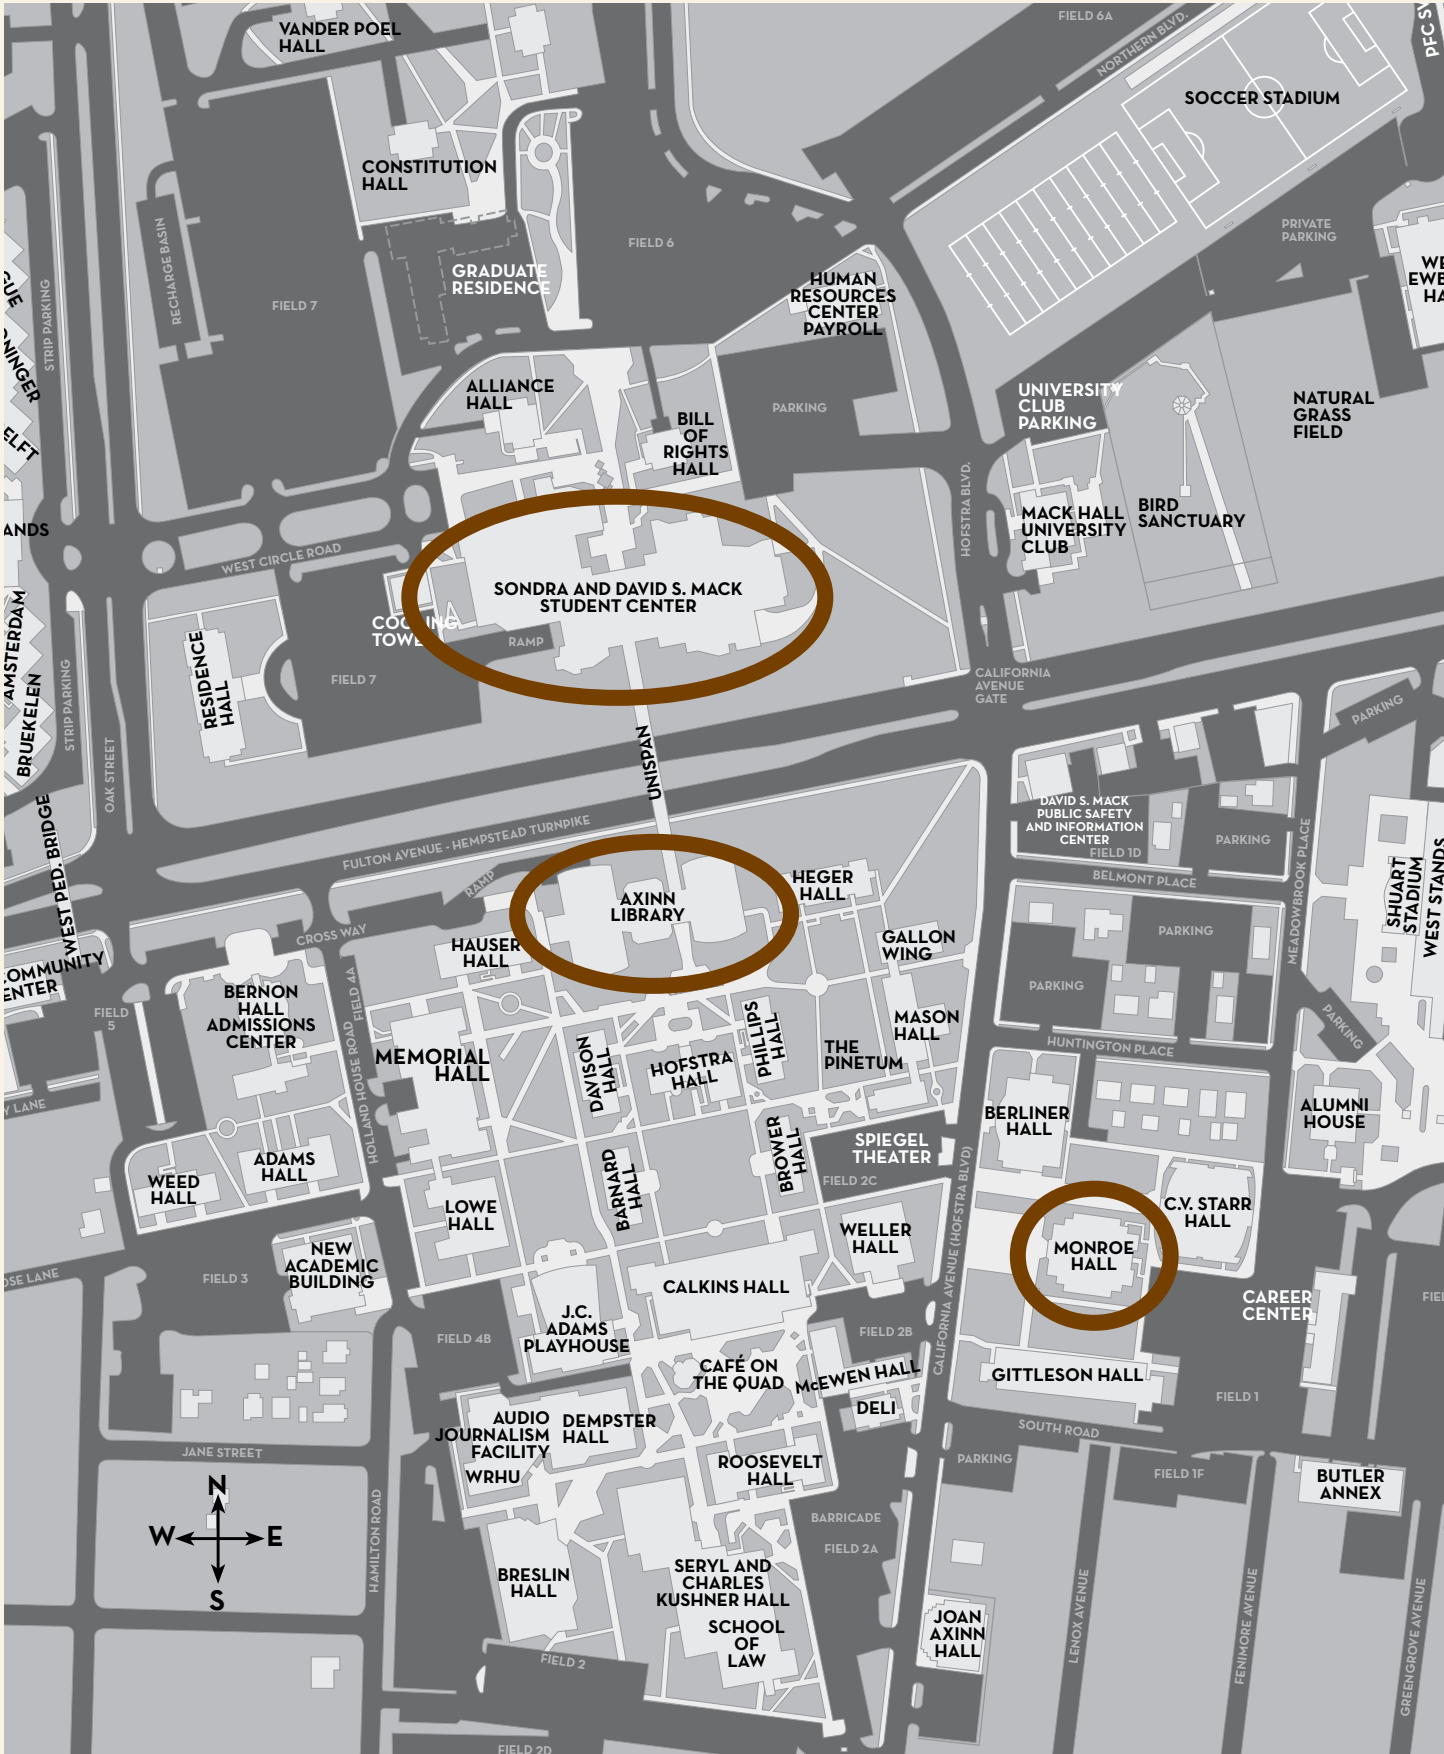 VANDER POEL
HALL
FIELD 6A
NORTHERN BLVD.
SOCCER STADIUM
CONSTITUTION
HALL
RECHARGE BASIN
STRIP PARKING
FIELD 7
GRADUATE
RESIDENCE
FIELD 6
HUMAN
RESOURCES
CENTER
PAYROLL
PRIVATE
PARKING
ALLIANCE
HALL
BILL
OF
RIGHTS
HALL
PARKING
UNIVERSITY
CLUB
PARKING
NATURAL
GRASS
FIELD
MACK HALL
UNIVERSITY
CLUB
BIRD
SANCTUARY
HOFSTRA BLVD.
WEST CIRCLE ROAD
SONDRA AND DAVID S. MACK
STUDENT CENTER
RAMP
AMSTERDAM
BRUEKELEN
STRIP PARKING
OAK STREET
RESIDENCE
HALL
FIELD 7
CALIFORNIA
AVENUE
GATE
UNISPAN
PARKING
DAVID S. MACK
PUBLIC SAFETY
AND INFORMATION
CENTER
FIELD 1D
PARKING
BELMONT PLACE
MEADOWBROOK PLACE
SHUART
STADIUM
WEST STANDS
WEST PED. BRIDGE
FULTON AVENUE - HEMPSTEAD TURNPIKE
RAMP
AXINN
LIBRARY
HEGER
HALL
CROSS WAY
HAUSER
HALL
GALLON
WING
PARKING
PARKING
PARKING
FIELD
5
BERNON
HALL
ADMISSIONS
CENTER
FIELD 4A
HOLLAND HOUSE ROAD
MEMORIAL
HALL
DAVISON
HALL
HOFSTRA
HALL
PHILLIPS
HALL
THE
PINETUM
MASON
HALL
HUNTINGTON PLACE
BERLINER
HALL
ALUMNI
HOUSE
SPIEGEL
THEATER
BROWER
HALL
FIELD 2C
WEED
HALL
ADAMS
HALL
LOWE
HALL
BARNARD
HALL
WELLER
HALL
CALIFORNIA AVENUE (HOFSTRA BLVD)
C.V. STARR
HALL
MONROE
HALL
NEW
ACADEMIC
BUILDING
FIELD 3
CALKINS HALL
CAREER
CENTER
J.C.
ADAMS
PLAYHOUSE
FIELD 4B
FIELD 2B
CAFÉ ON
THE QUAD
McEWEN HALL
DELI
GITTLESON HALL
FIELD 1
SOUTH ROAD
AUDIO
JOURNALISM
FACILITY
WRHU
DEMPSTER
HALL
ROOSEVELT
HALL
PARKING
FIELD 1F
BUTLER
ANNEX
JANE STREET
HAMILTON ROAD
N
W
E
S
BARRICADE
FIELD 2A
BRESLIN
HALL
SERYL AND
CHARLES
KUSHNER HALL
SCHOOL
OF
LAW
JOAN
AXINN
HALL
LENOX AVENUE
FENIMORE AVENUE
GREENGROVE AVENUE
FIELD 2
FIELD 2D